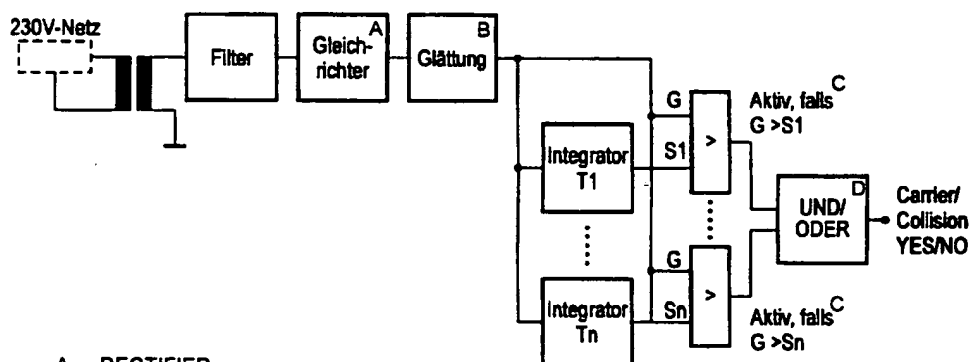 230V-Netz
Filter
A
Gleich-
richter
B
Glättung
G
S1
>
Aktiv, falls C
G >S1
Integrator
T1
D
UND/
ODER
Carrier/
Collision
YES/NO
G
Sn
>
Integrator
Tn
Aktiv, falls C
G >Sn
A RECTIFIER